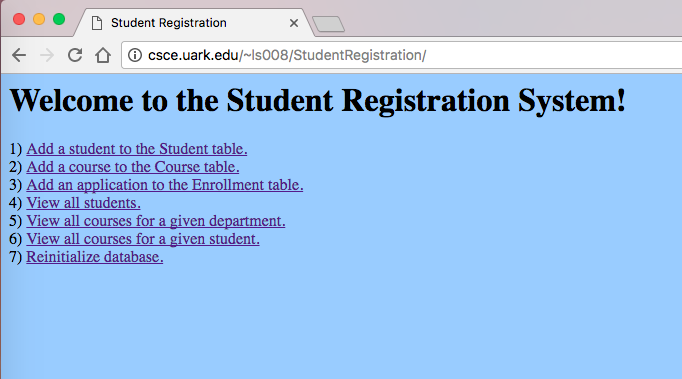 Student Registration
csce.uark.edu/~ls008/StudentRegistration/
Welcome to the Student Registration System!
1) Add a student to the Student table.
2) Add a course to the Course table.
3) Add an application to the Enrollment table.
4) View all students.
5) View all courses for a given department.
6) View all courses for a given student.
7) Reinitialize database.